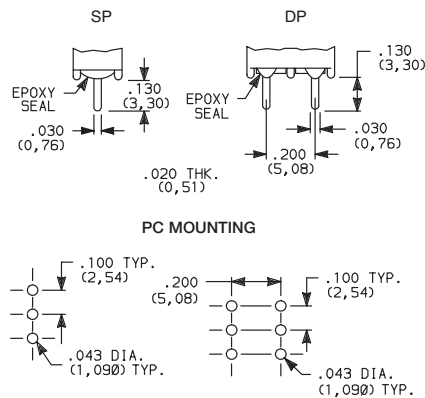 SP
DP
EPOXY
SEAL
.130
(3,30)
.030
(0,76)
EPOXY
SEAL
.130
(3,30)
.030
(0,76)
.200
(5,08)
.020 THK.
(0,51)
PC MOUNTING
.100 TYP.
(2,54)
.043 DIA.
(1,090) TYP.
.200
(5,08)
.100 TYP.
(2,54)
.043 DIA.
(1,090) TYP.